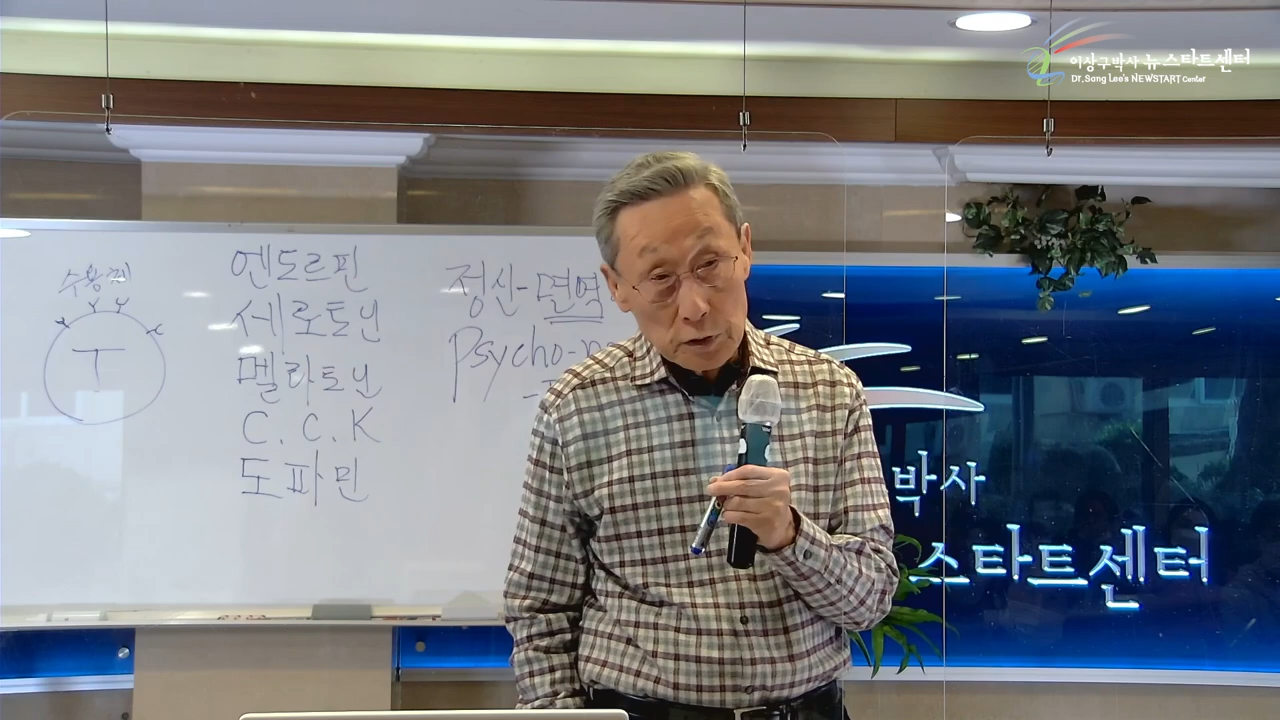 이상구박사 뉴스타트센터
Dr. Sang Lee's NEWSTART Center
수용체
T
엔도르핀
세로토닌
멜라토닌
C.C.K
도파민
정신-면역
Psycho-n
박사
스타트센터